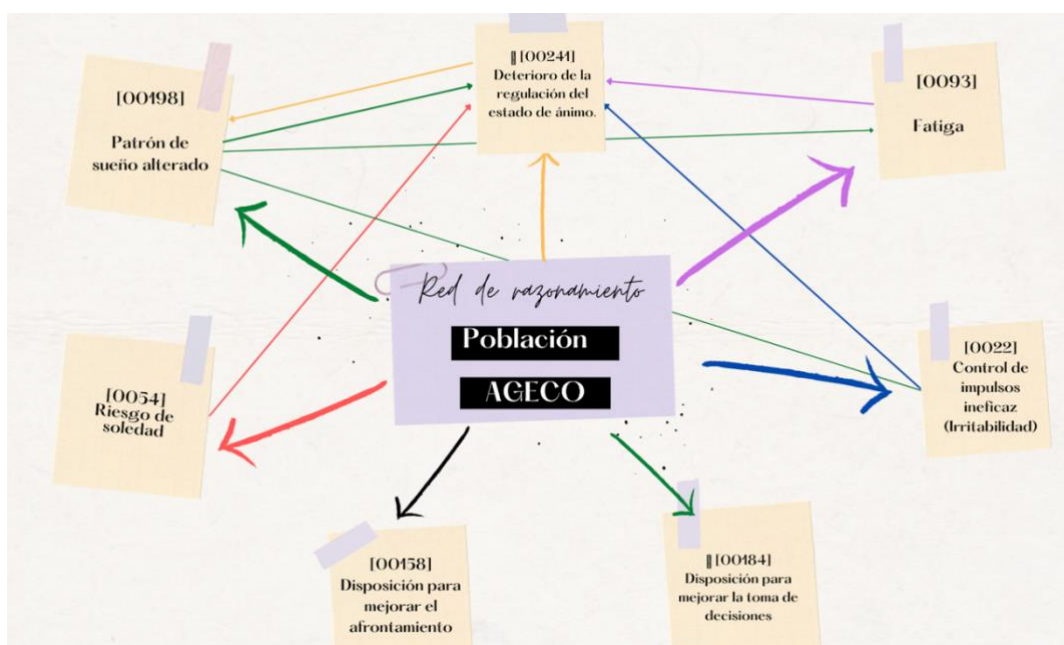 [00198]
Patrón de
sueño alterado
[00241]
Deterioro de la
regulación del
estado de ánimo.
[0093]
Fatiga
Red de razonamiento
Población
AGECO
[0054]
Riesgo de
soledad
[0022]
Control de
impulsos
ineficaz
(Irritabilidad)
[00158]
Disposición para
mejorar el
afrontamiento
[00184]
Disposición para
mejorar la toma de
decisiones